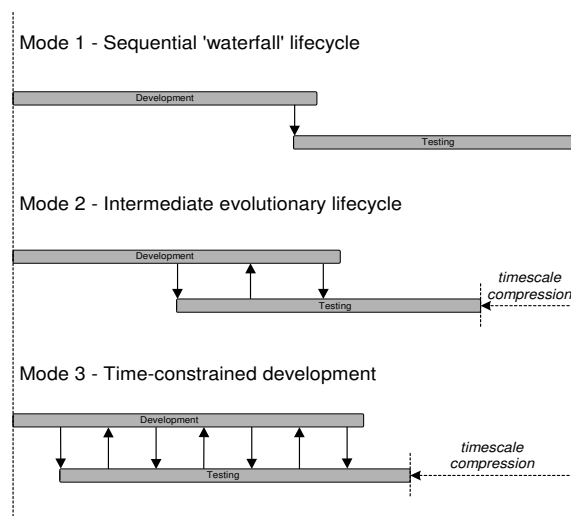 Mode 1 - Sequential 'waterfall' lifecycle
Development
Testing
Mode 2 - Intermediate evolutionary lifecycle
Development
timescale
compression
Testing
Mode 3 - Time-constrained development
Development
timescale
compression
Testing